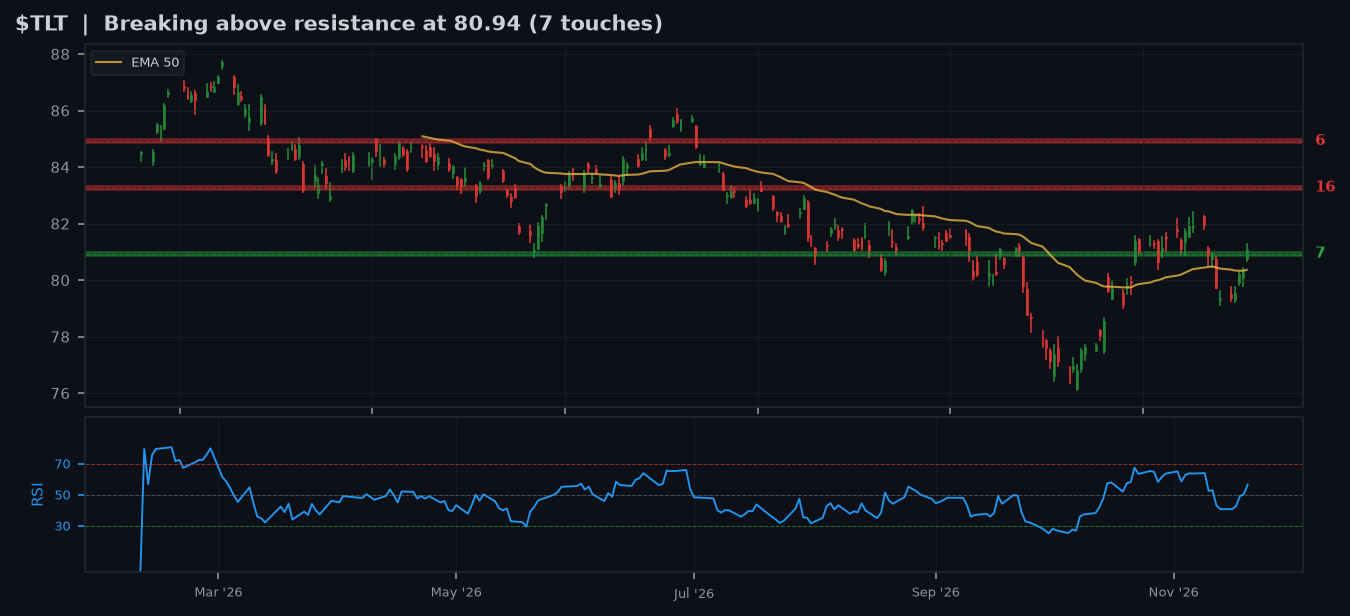 $TLT | Breaking above resistance at 80.94 (7 touches)
EMA 50
88
86
84
82
80
78
76
6
16
7
RSI
70
50
30
Mar '26
May '26
Jul '26
Sep '26
Nov '26